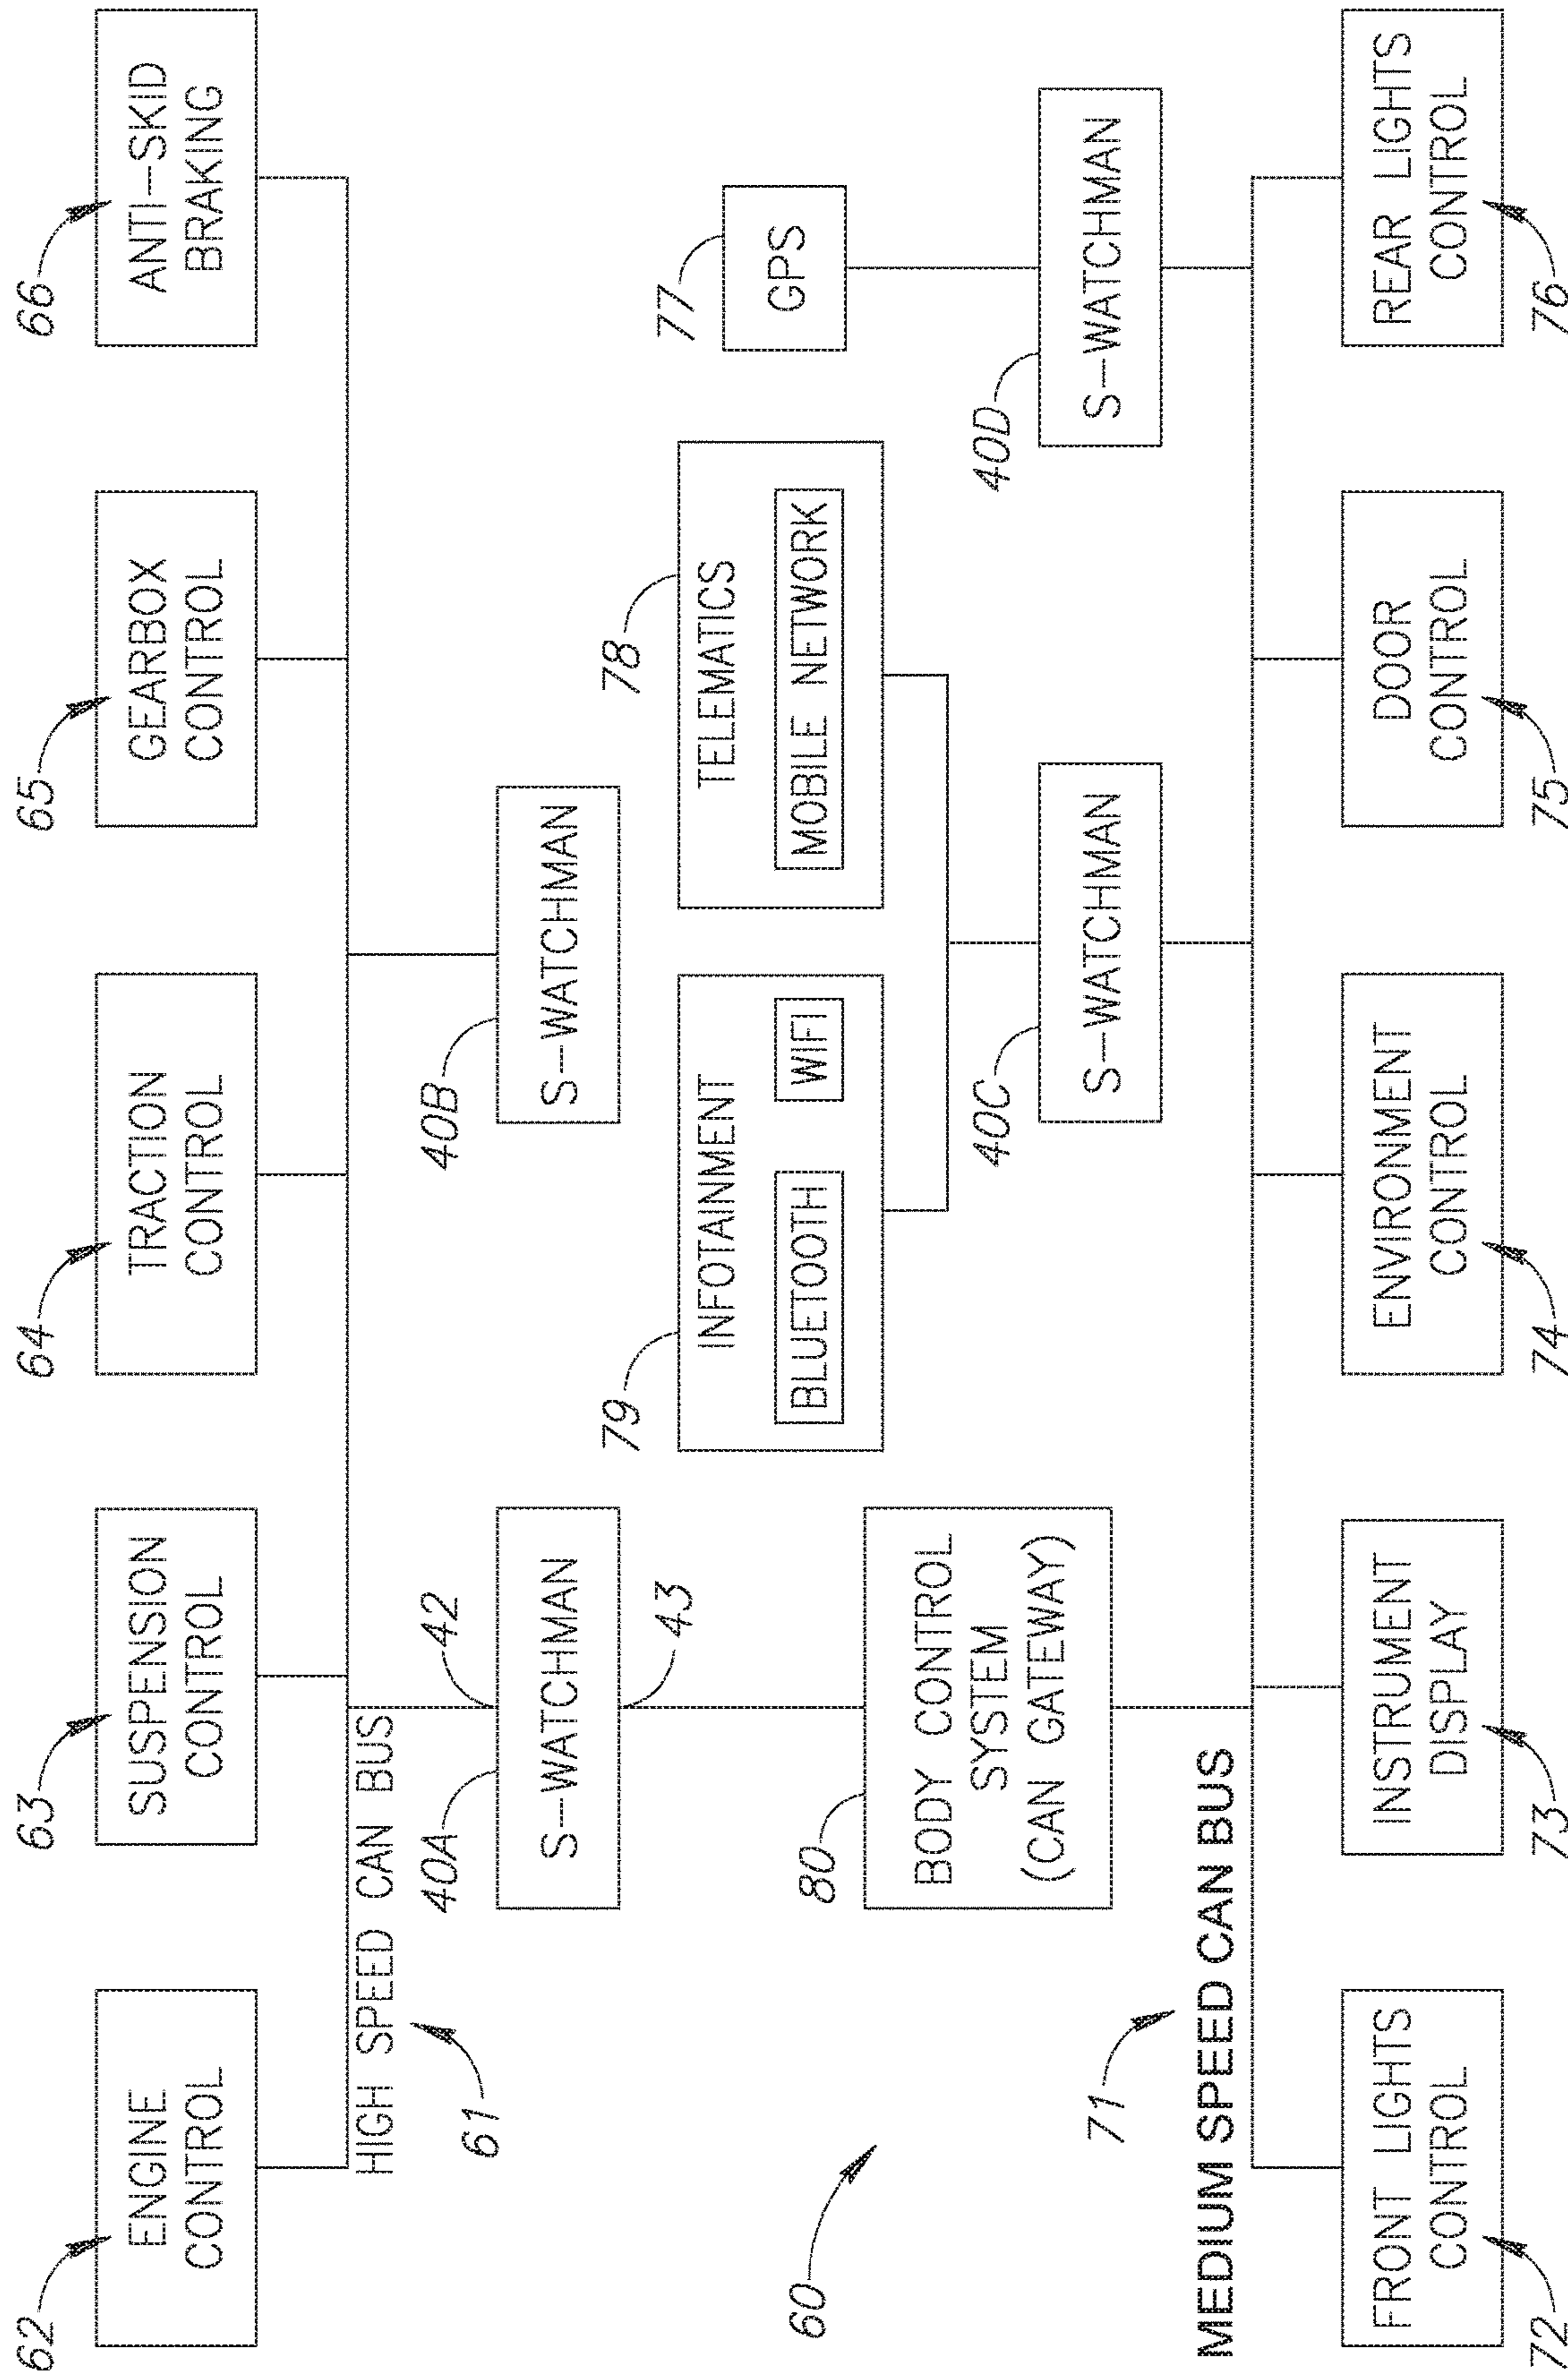 62
63
64
65
66
ENGINE
CONTROL
SUSPENSION
CONTROL
TRACTION
CONTROL
GEARBOX
CONTROL
ANTI-SKID
BRAKING
HIGH SPEED CAN BUS
61
42
40A
S-WATCHMAN
43
40B
S-WATCHMAN
79
INFOTAINMENT
BLUETOOTH
WIFI
78
TELEMATICS
MOBILE NETWORK
77
GPS
60
80
BODY CONTROL
SYSTEM
(CAN GATEWAY)
40C
S-WATCHMAN
40D
S-WATCHMAN
71
MEDIUM SPEED CAN BUS
FRONT LIGHTS
CONTROL
INSTRUMENT
DISPLAY
ENVIRONMENT
CONTROL
DOOR
CONTROL
REAR LIGHTS
CONTROL
72
73
74
75
76